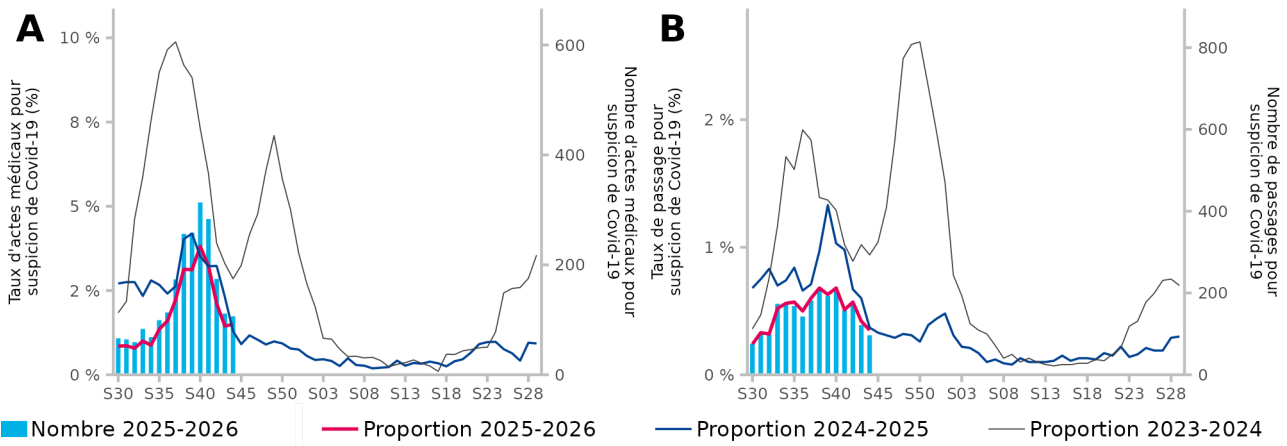 A
10 %
8 %
5 %
2 %
0 %
Taux d'actes médicaux pour
suspicion de Covid-19 (%)
600
400
200
0
Nombre d'actes médicaux pour
suspicion de Covid-19
S30 S35 S40 S45 S50 S03 S08 S13 S18 S23 S28
B
2 %
1 %
0 %
Taux de passage pour
suspicion de Covid-19 (%)
800
600
400
200
0
Nombre de passages pour
suspicion de Covid-19
S30 S35 S40 S45 S50 S03 S08 S13 S18 S23 S28
Nombre 2025-2026 Proportion 2025-2026 Proportion 2024-2025 Proportion 2023-2024